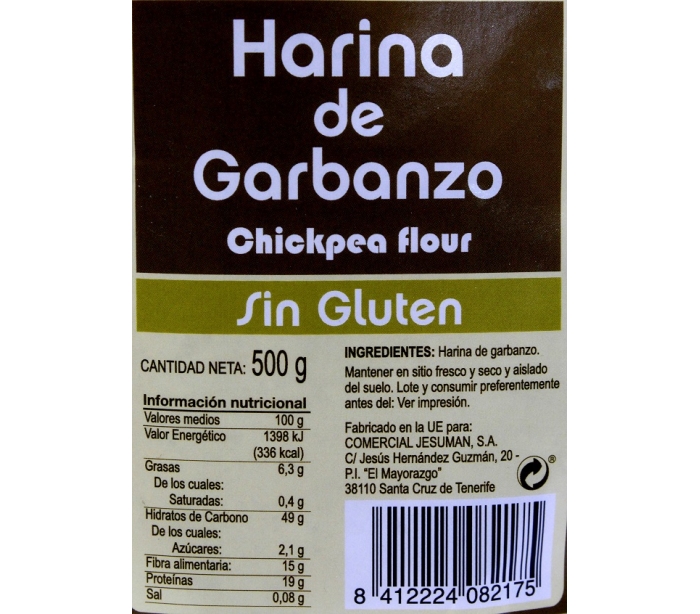 Harina
de
Garbanzo
Chickpea flour
Sin Gluten
CANTIDAD NETA: 500 g
Información nutricional
Valores medios 100 g
Valor Energético 1398 kJ
(336 kcal)
Grasas 6,3 g
De los cuales:
Saturadas: 0,4 g
Hidratos de Carbono 49 g
De los cuales:
Azúcares: 2,1 g
Fibra alimentaria: 15 g
Proteínas 19 g
Sal 0,08 g
INGREDIENTES: Harina de garbanzo.
Mantener en sitio fresco y seco y aislado
del suelo. Lote y consumir preferentemente
antes del: Ver impresión.
Fabricado en la UE para:
COMERCIAL JESUMAN, S.A.
C/ Jesús Hernández Guzmán, 20 -
P.I. "El Mayorazgo"
38110 Santa Cruz de Tenerife
®
8 412224 082175